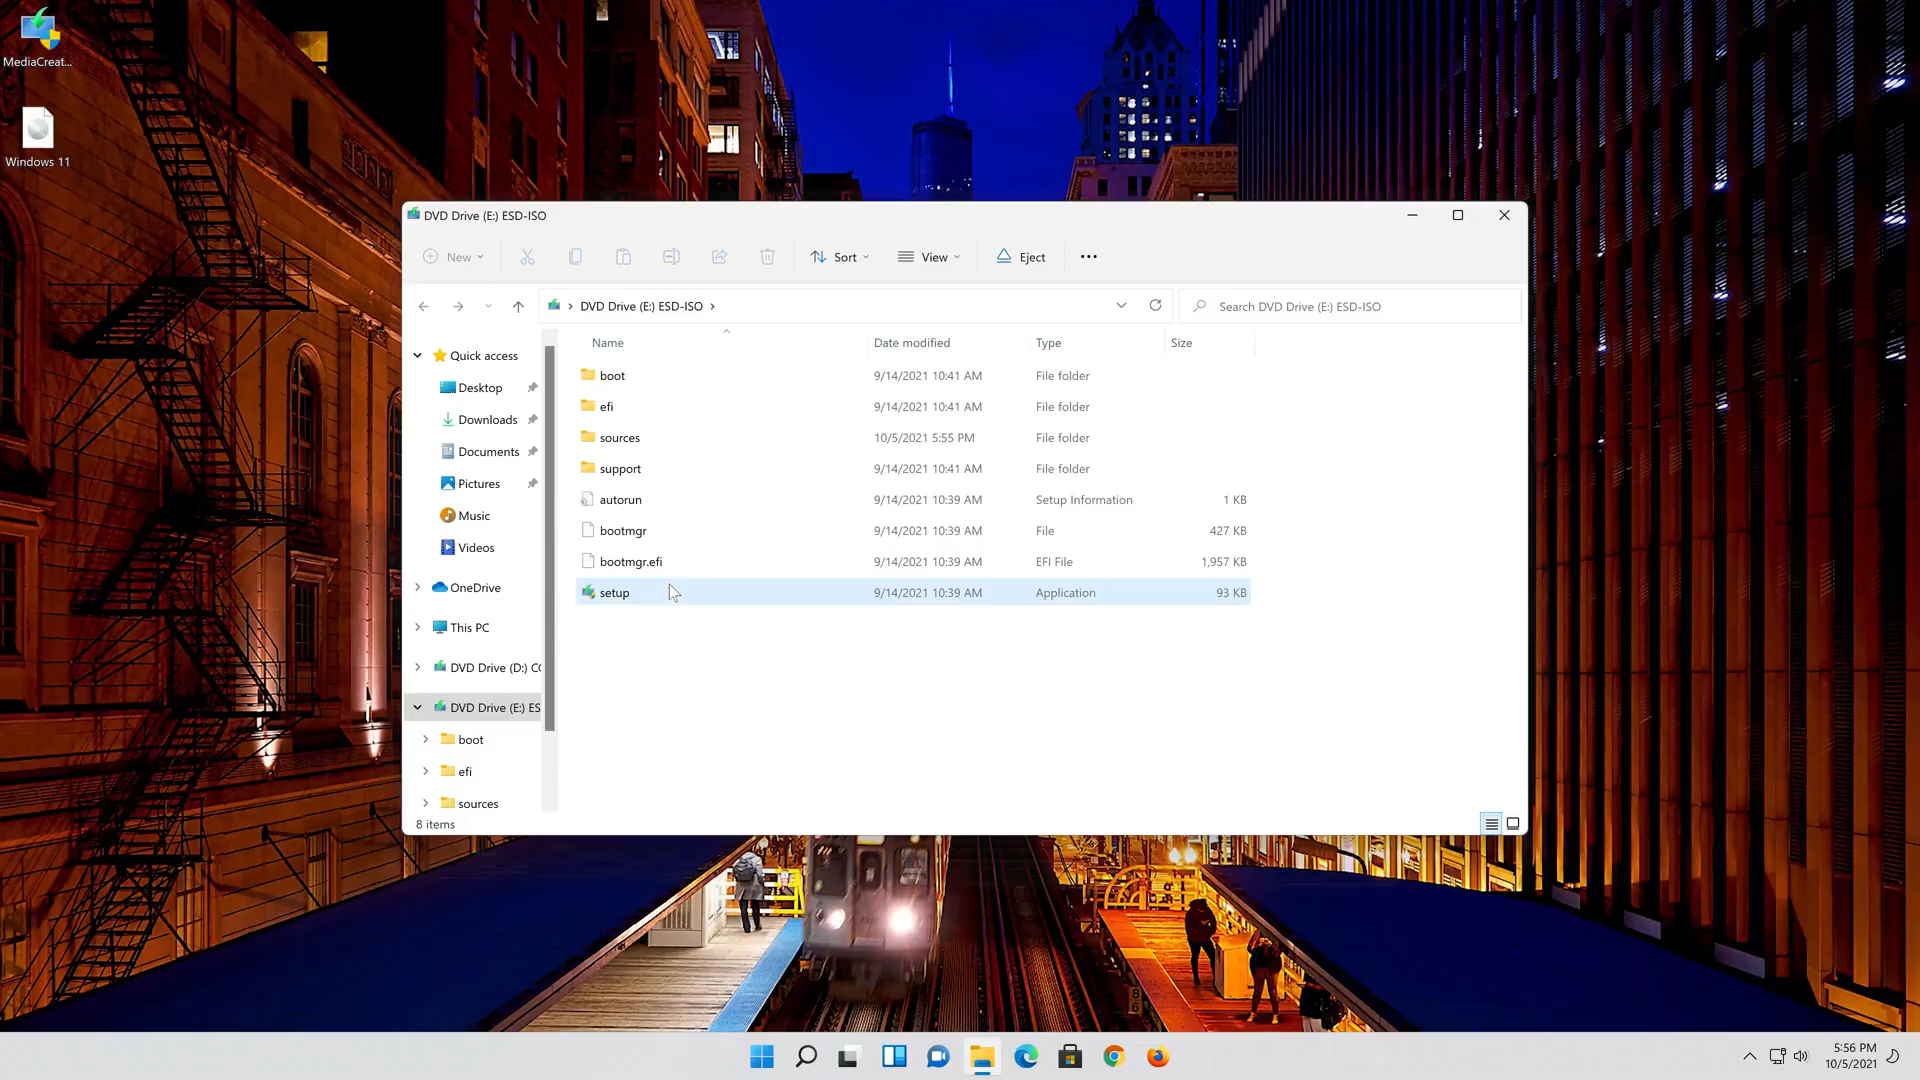 MediaCreat...
Windows 11
DVD Drive (E:) ESD-ISO
New
Sort
View
Eject
DVD Drive (E:) ESD-ISO
Search DVD Drive (E:) ESD-ISO
Name Date modified Type Size
boot 9/14/2021 10:41 AM File folder
efi 9/14/2021 10:41 AM File folder
sources 10/5/2021 5:55 PM File folder
support 9/14/2021 10:41 AM File folder
autorun 9/14/2021 10:39 AM Setup Information 1 KB
bootmgr 9/14/2021 10:39 AM File 427 KB
bootmgr.efi 9/14/2021 10:39 AM EFI File 1,957 KB
setup 9/14/2021 10:39 AM Application 93 KB
Quick access
Desktop
Downloads
Documents
Pictures
Music
Videos
OneDrive
This PC
DVD Drive (D:) CC
DVD Drive (E:) ES
boot
efi
sources
8 items
5:56 PM
10/5/2021